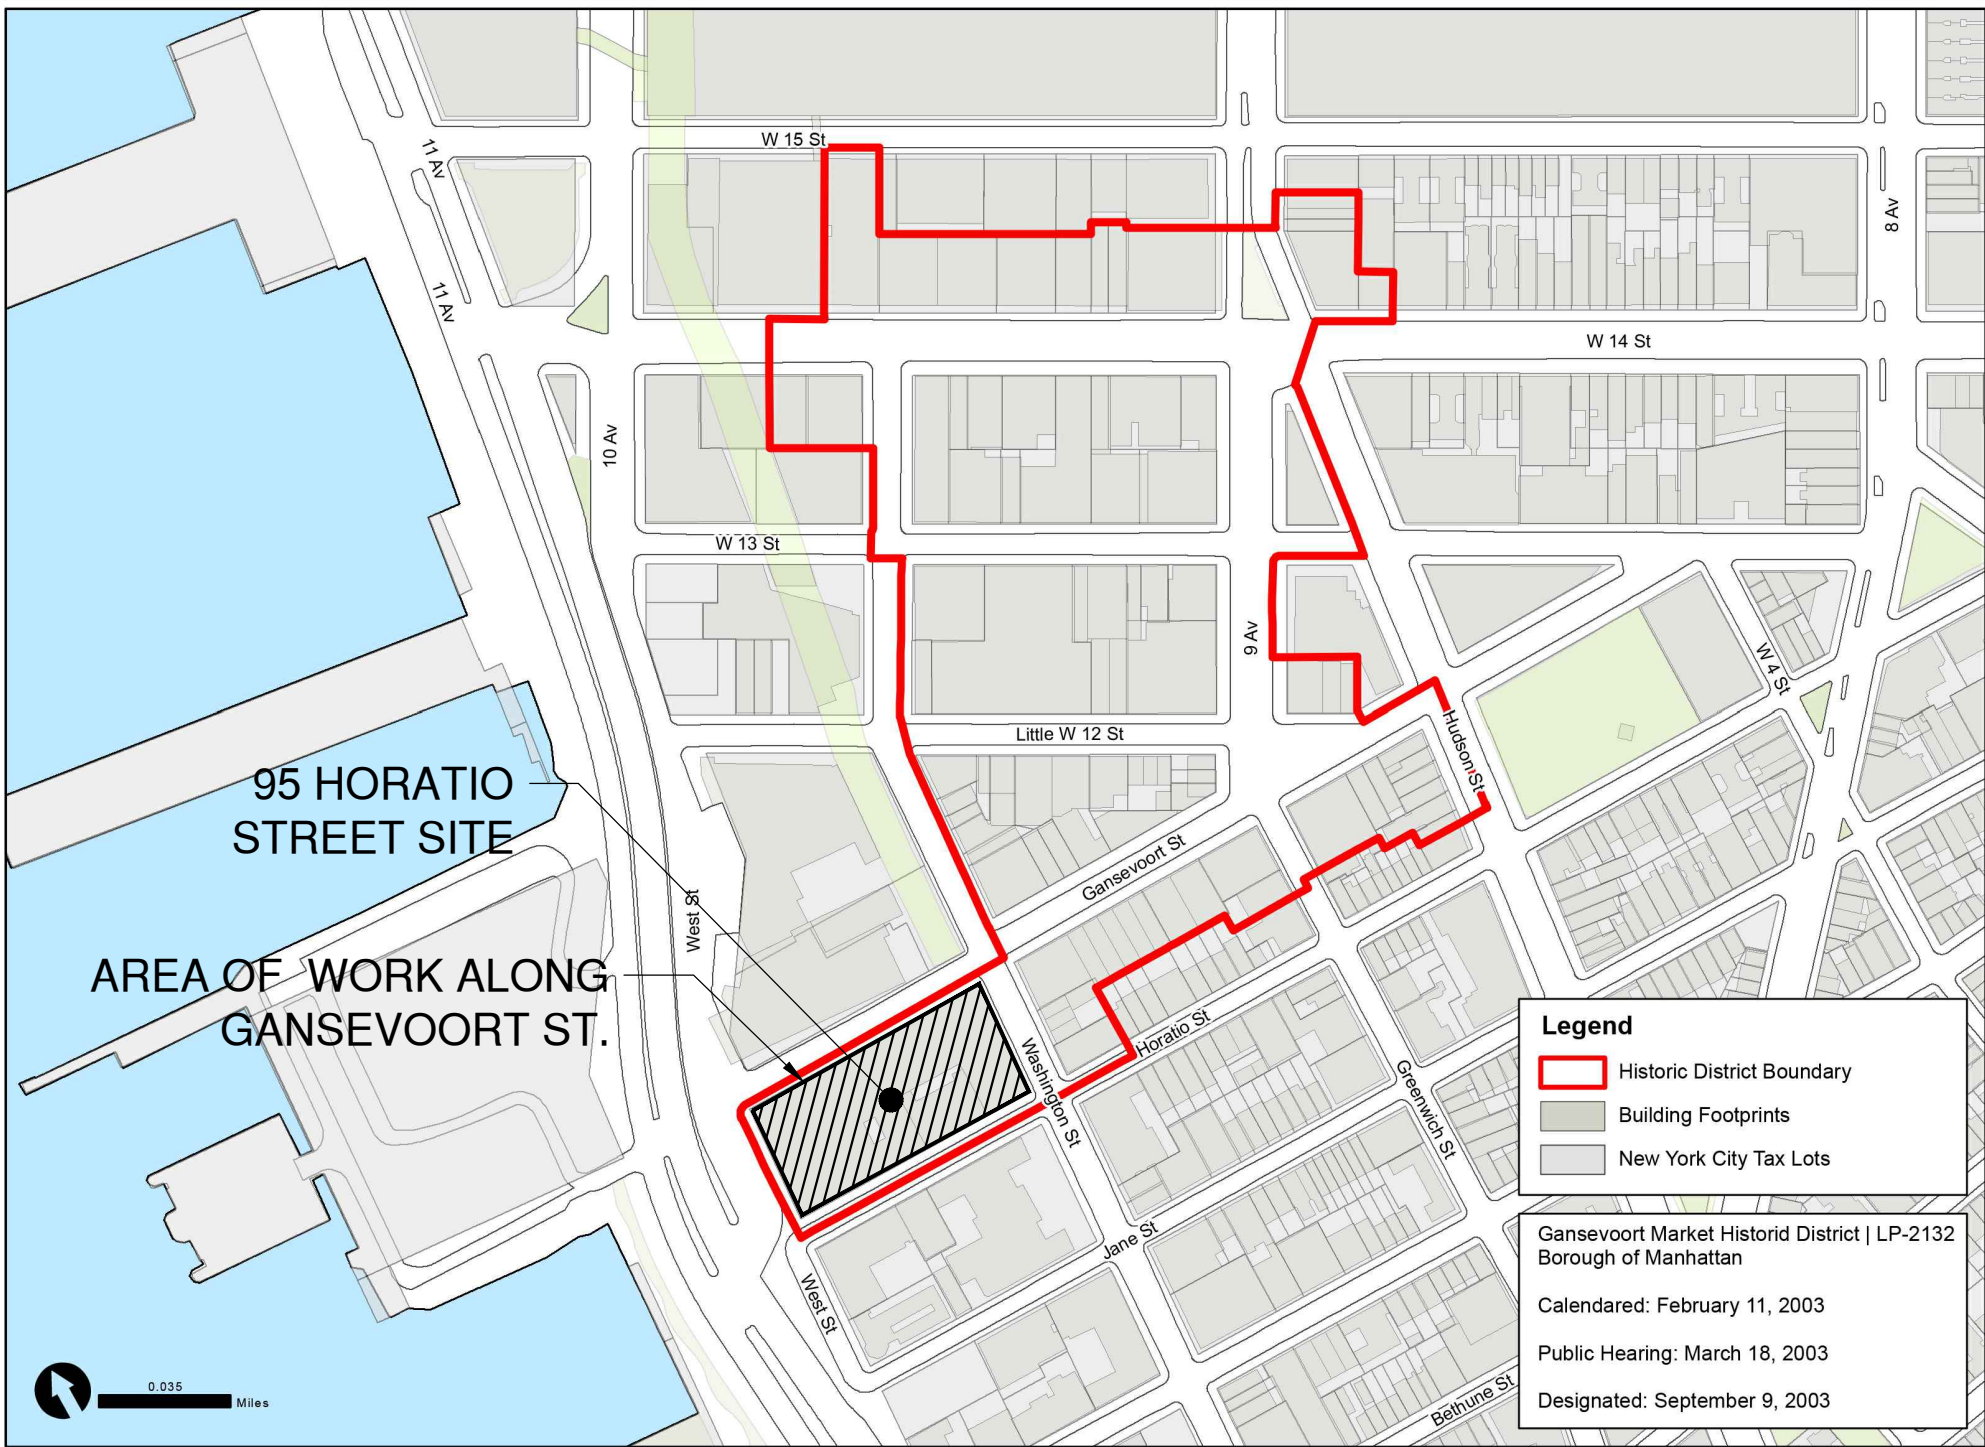 W 15 St
11 Av
8 Av
11 Av
W 14 St
10 Av
W 13 St
9 Av
W 4 St
Little W 12 St
Hudson St
95 HORATIO
STREET SITE
Gansevoort St
West St
AREA OF WORK ALONG
GANSEVOORT ST.
Horatio St
Washington St
Greenwich St
Jane St
West St
Bethune St
Legend
Historic District Boundary
Building Footprints
New York City Tax Lots
Gansevoort Market Historid District | LP-2132
Borough of Manhattan
Calendared: February 11, 2003
Public Hearing: March 18, 2003
Designated: September 9, 2003
0.035
Miles